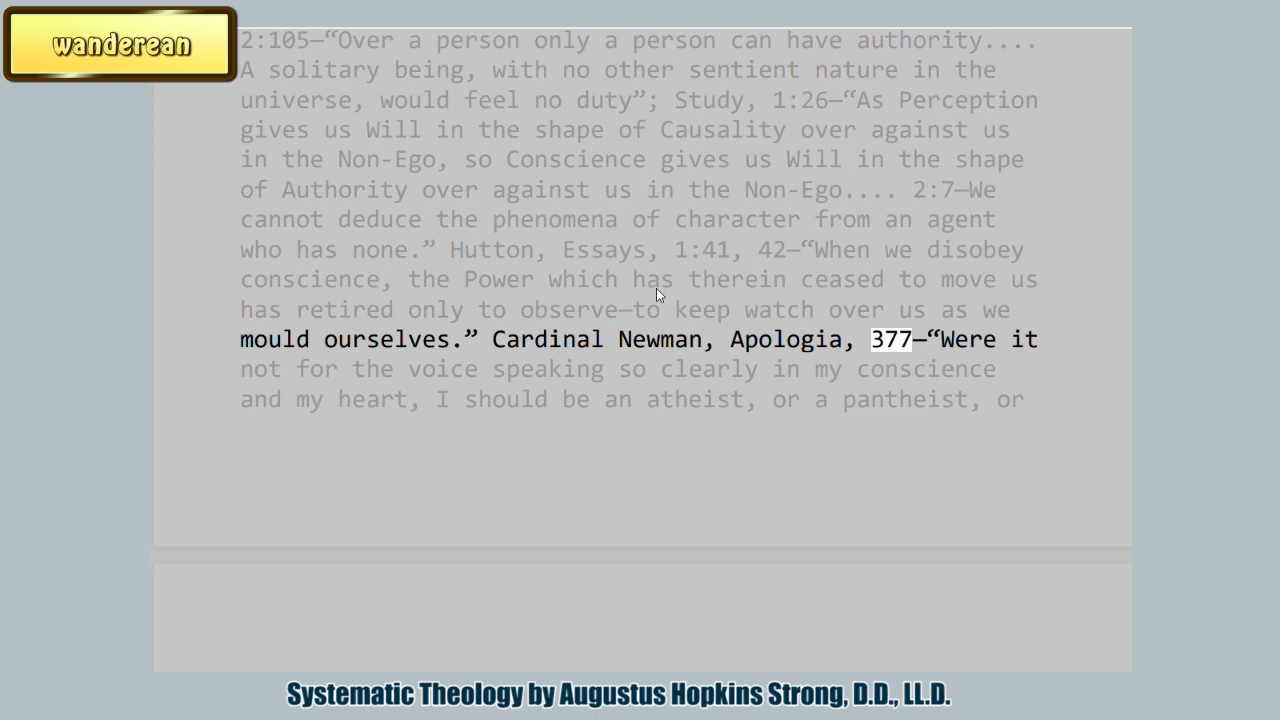 wanderean
2:105—“Over a person only a person can have authority....
A solitary being, with no other sentient nature in the
universe, would feel no duty”; Study, 1:26—“As Perception
gives us Will in the shape of Causality over against us
in the Non-Ego, so Conscience gives us Will in the shape
of Authority over against us in the Non-Ego.... 2:7—We
cannot deduce the phenomena of character from an agent
who has none.” Hutton, Essays, 1:41, 42—“When we disobey
conscience, the Power which has therein ceased to move us
has retired only to observe—to keep watch over us as we
mould ourselves.” Cardinal Newman, Apologia, 377—“Were it
not for the voice speaking so clearly in my conscience
and my heart, I should be an atheist, or a pantheist, or
Systematic Theology by Augustus Hopkins Strong, D.D., LL.D.